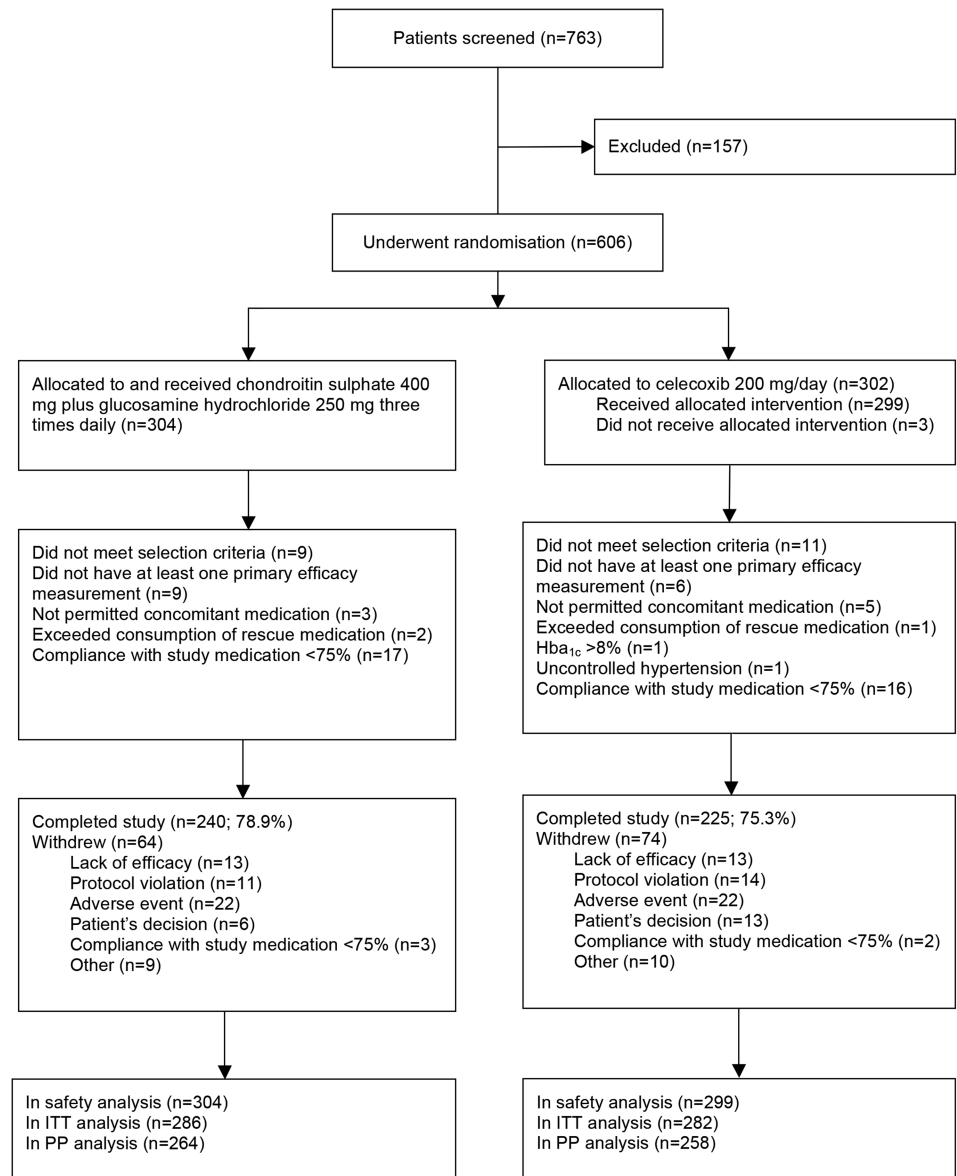 Patients screened (n=763)
Excluded (n=157)
Underwent randomisation (n=606)
Allocated to and received chondroitin sulphate 400
mg plus glucosamine hydrochloride 250 mg three
times daily (n=304)
Allocated to celecoxib 200 mg/day (n=302)
Received allocated intervention (n=299)
Did not receive allocated intervention (n=3)
Did not meet selection criteria (n=9)
Did not have at least one primary efficacy
measurement (n=9)
Not permitted concomitant medication (n=3)
Exceeded consumption of rescue medication (n=2)
Compliance with study medication <75% (n=17)
Did not meet selection criteria (n=11)
Did not have at least one primary efficacy
measurement (n=6)
Not permitted concomitant medication (n=5)
Exceeded consumption of rescue medication (n=1)
Hba1c >8% (n=1)
Uncontrolled hypertension (n=1)
Compliance with study medication <75% (n=16)
Completed study (n=240; 78.9%)
Withdrew (n=64)
Lack of efficacy (n=13)
Protocol violation (n=11)
Adverse event (n=22)
Patient's decision (n=6)
Compliance with study medication <75% (n=3)
Other (n=9)
Completed study (n=225; 75.3%)
Withdrew (n=74)
Lack of efficacy (n=13)
Protocol violation (n=14)
Adverse event (n=22)
Patient's decision (n=13)
Compliance with study medication <75% (n=2)
Other (n=10)
In safety analysis (n=304)
In ITT analysis (n=286)
In PP analysis (n=264)
In safety analysis (n=299)
In ITT analysis (n=282)
In PP analysis (n=258)